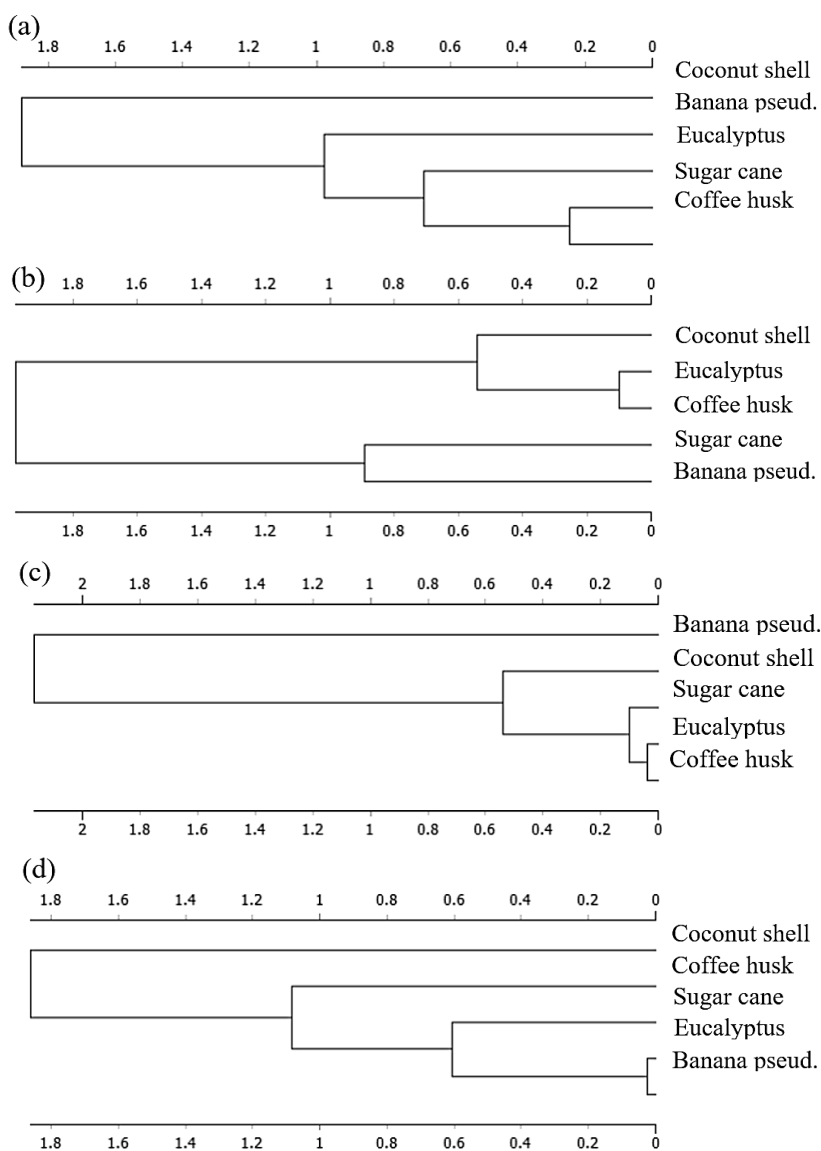 (a)
1.8 1.6 1.4 1.2 1 0.8 0.6 0.4 0.2 0
Coconut shell
Banana pseud.
Eucalyptus
Sugar cane
Coffee husk
(b)
1.8 1.6 1.4 1.2 1 0.8 0.6 0.4 0.2 0
Coconut shell
Eucalyptus
Coffee husk
Sugar cane
Banana pseud.
1.8 1.6 1.4 1.2 1 0.8 0.6 0.4 0.2 0
(c)
2 1.8 1.6 1.4 1.2 1 0.8 0.6 0.4 0.2 0
Banana pseud.
Coconut shell
Sugar cane
Eucalyptus
Coffee husk
2 1.8 1.6 1.4 1.2 1 0.8 0.6 0.4 0.2 0
(d)
1.8 1.6 1.4 1.2 1 0.8 0.6 0.4 0.2 0
Coconut shell
Coffee husk
Sugar cane
Eucalyptus
Banana pseud.
1.8 1.6 1.4 1.2 1 0.8 0.6 0.4 0.2 0